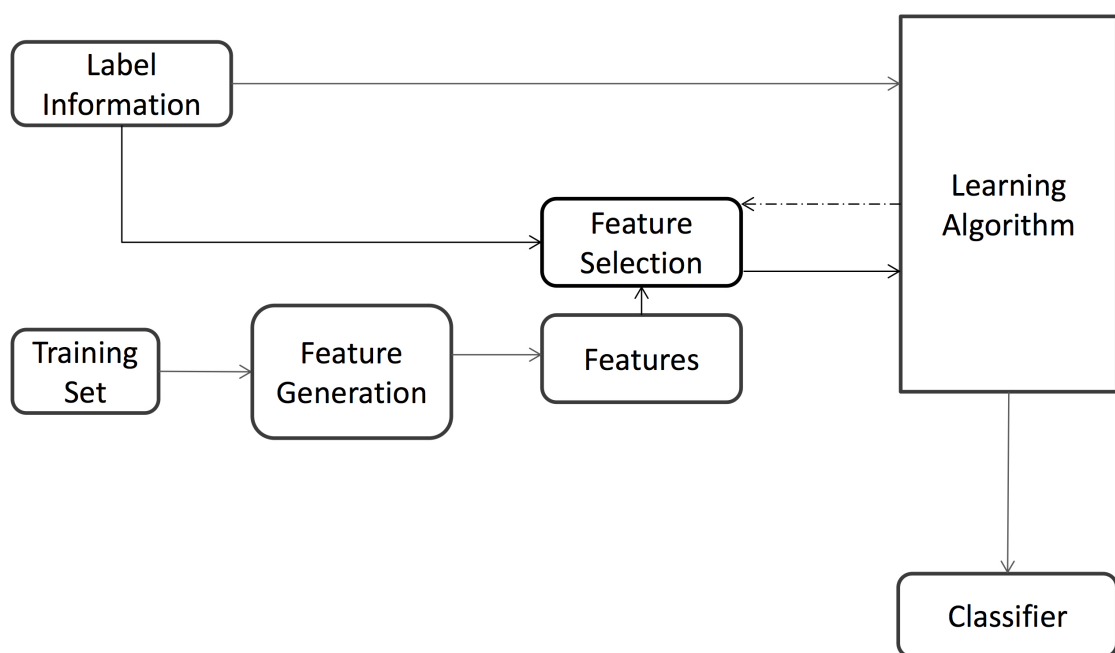 Label
Information
Learning
Algorithm
Feature
Selection
Training
Set
Feature
Generation
Features
Classifier